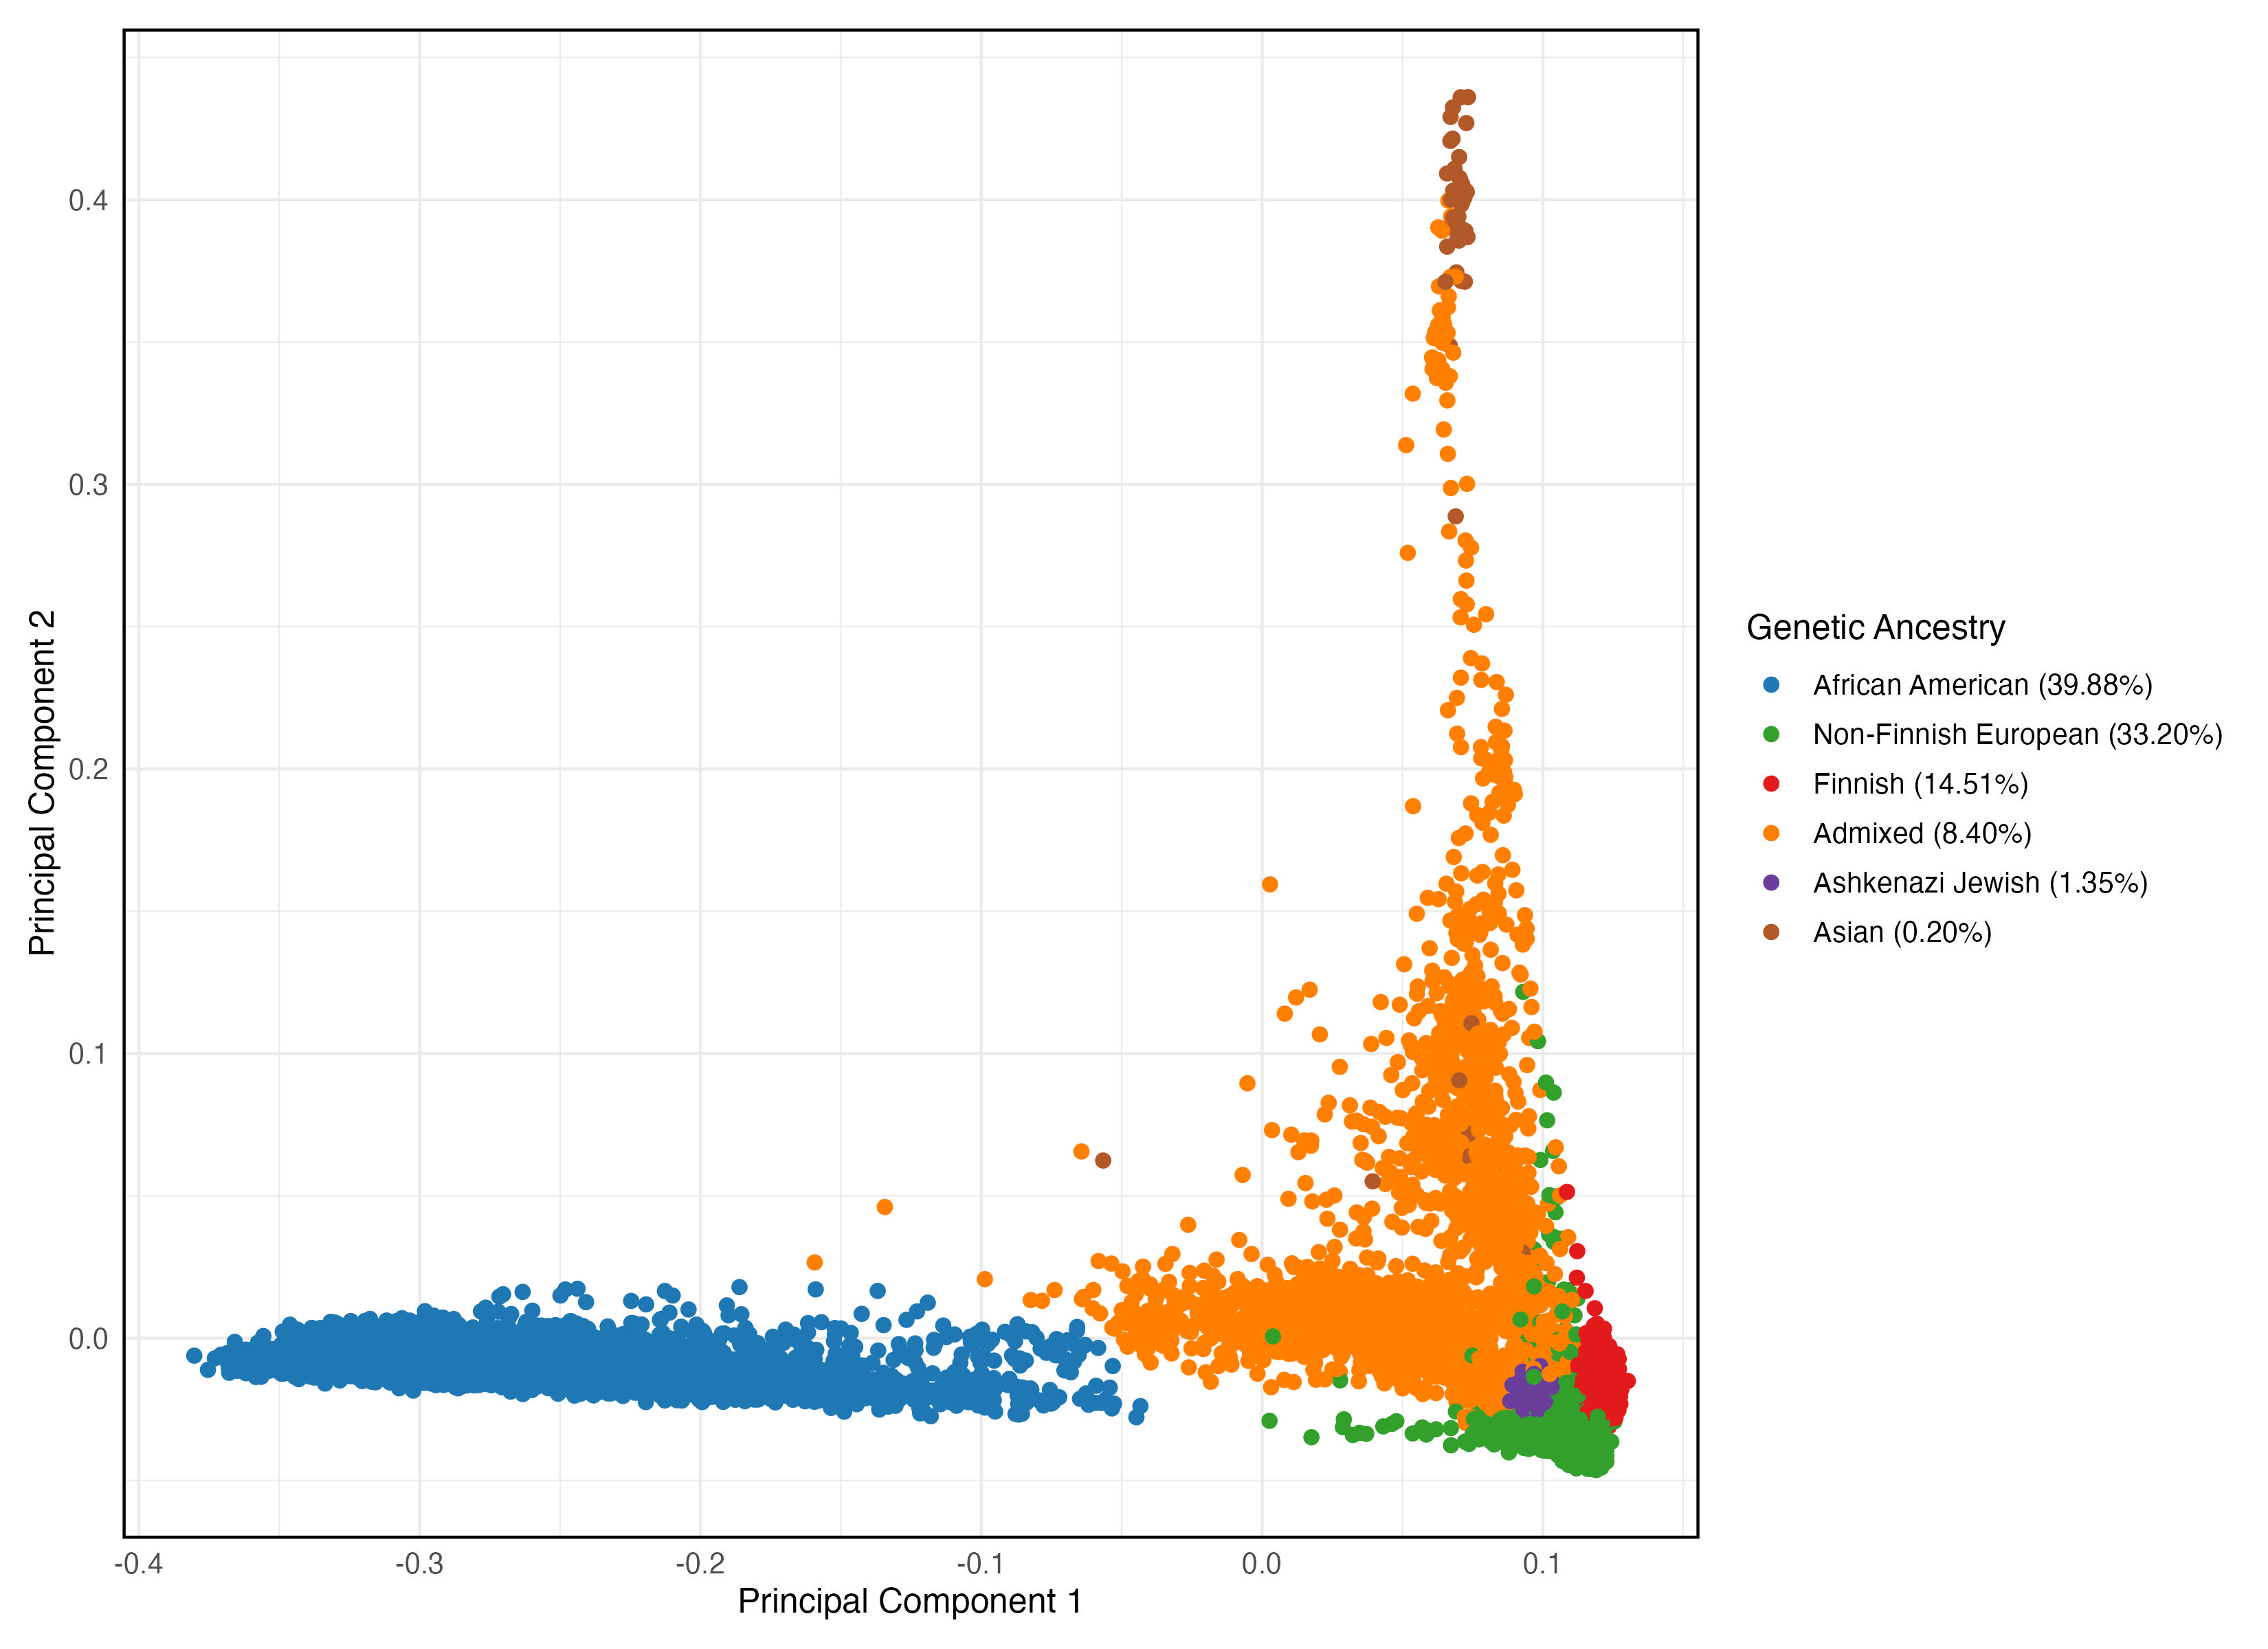 0.4
0.3
0.2
0.1
0.0
Principal Component 2
-0.4 -0.3 -0.2 -0.1 0.0 0.1
Principal Component 1
Genetic Ancestry
African American (39.88%)
Non-Finnish European (33.20%)
Finnish (14.51%)
Admixed (8.40%)
Ashkenazi Jewish (1.35%)
Asian (0.20%)